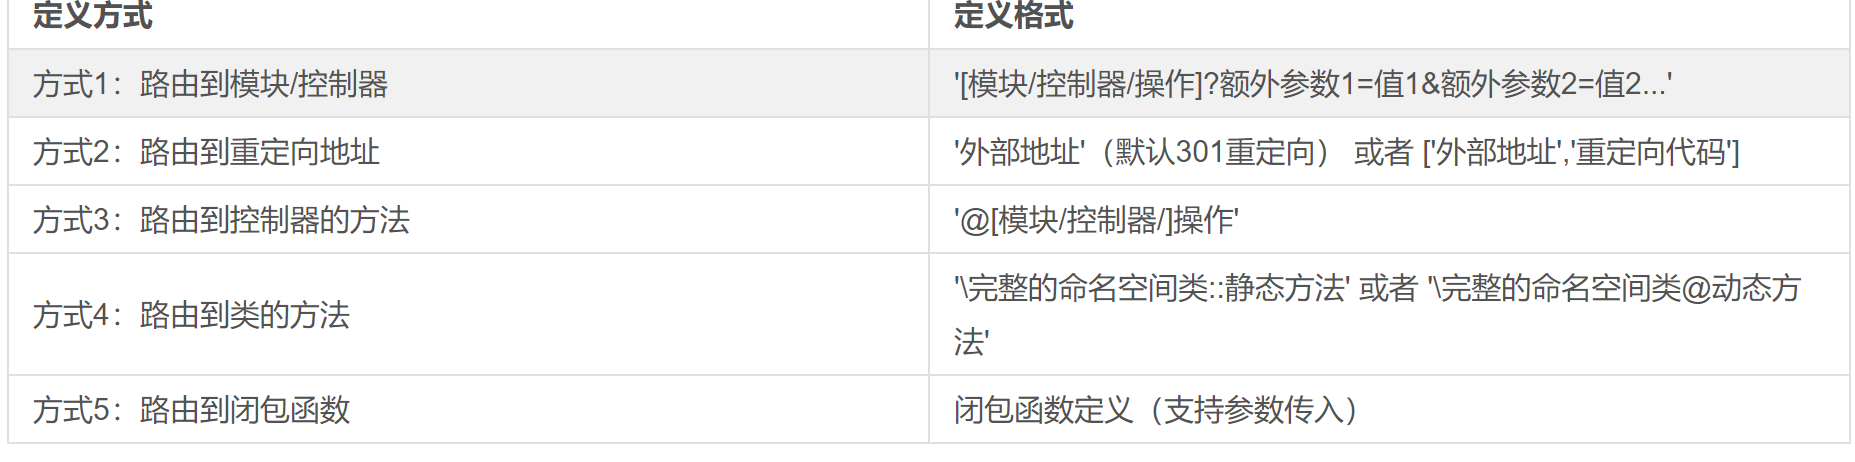 定义方式
定义格式
方式1：路由到模块/控制器
'[模块/控制器/操作]?额外参数1=值1&额外参数2=值2...'
方式2：路由到重定向地址
'外部地址'（默认301重定向） 或者 ['外部地址','重定向代码']
方式3：路由到控制器的方法
'@[模块/控制器/]操作'
方式4：路由到类的方法
'\完整的命名空间类::静态方法' 或者 '\完整的命名空间类@动态方
法'
方式5：路由到闭包函数
闭包函数定义（支持参数传入）